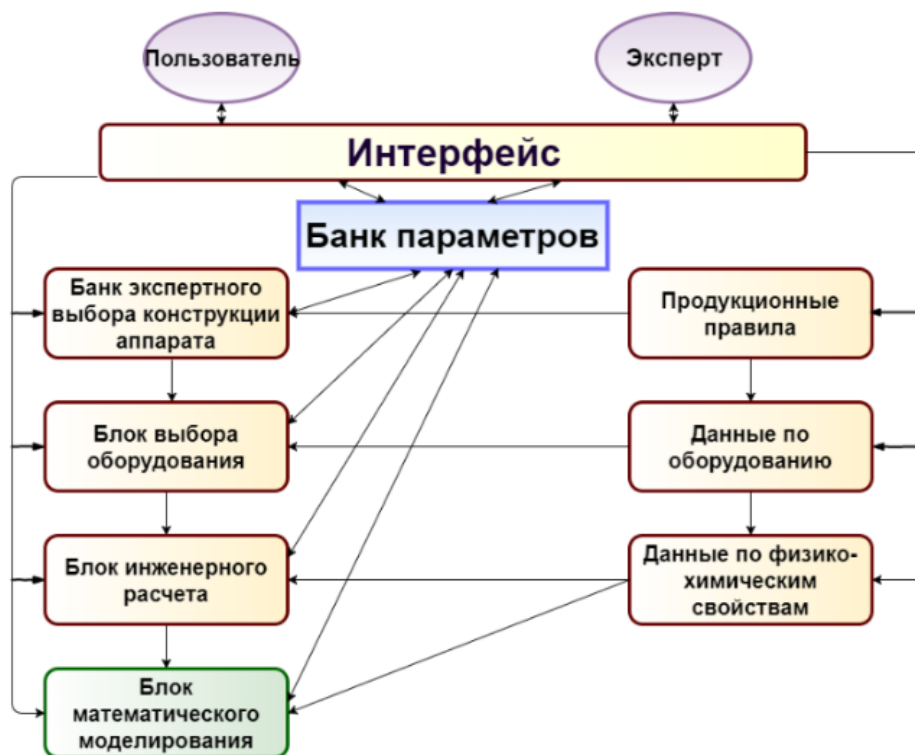 Пользователь
Эксперт
Интерфейс
Банк параметров
Банк экспертного
выбора конструкции
аппарата
Продукционные
правила
Блок выбора
оборудования
Данные по
оборудованию
Блок инженерного
расчета
Данные по физико-
химическим
свойствам
Блок
математического
моделирования